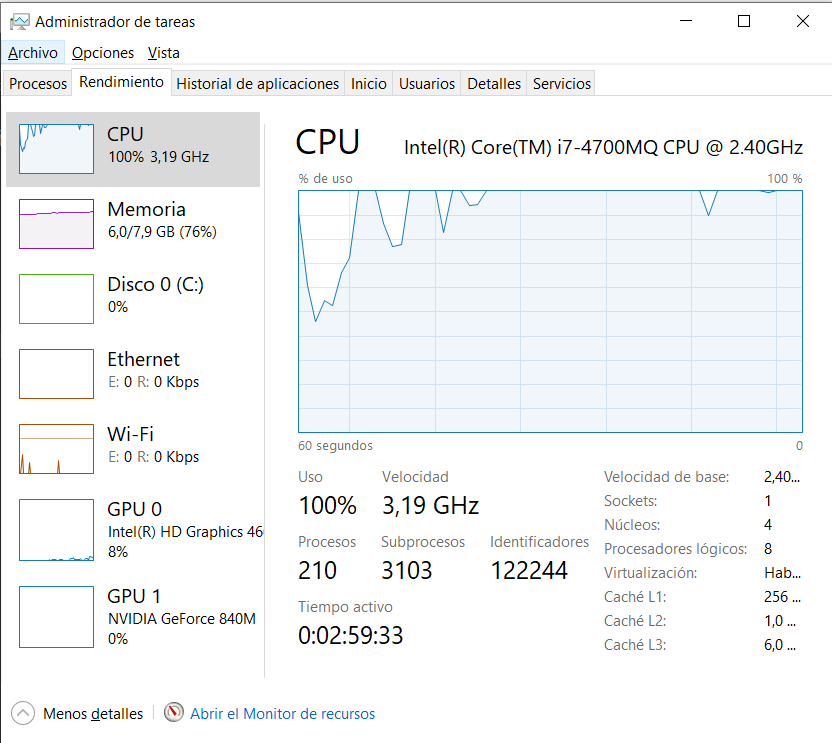 Administrador de tareas
Archivo Opciones Vista
Procesos Rendimiento Historial de aplicaciones Inicio Usuarios Detalles Servicios
CPU
100% 3,19 GHz
Memoria
6,0/7,9 GB (76%)
Disco 0 (C:)
0%
Ethernet
E: 0 R: 0 Kbps
Wi-Fi
E: 0 R: 0 Kbps
GPU 0
Intel(R) HD Graphics 46
8%
GPU 1
NVIDIA GeForce 840M
0%
CPU Intel(R) Core(TM) i7-4700MQ CPU @ 2.40GHz
% de uso 100 %
60 segundos 0
Uso Velocidad
100% 3,19 GHz
Procesos Subprocesos Identificadores
210 3103 122244
Tiempo activo
0:02:59:33
Velocidad de base: 2,40...
Sockets: 1
Núcleos: 4
Procesadores lógicos: 8
Virtualización: Hab...
Caché L1: 256 ...
Caché L2: 1,0 ...
Caché L3: 6,0 ...
Menos detalles Abrir el Monitor de recursos